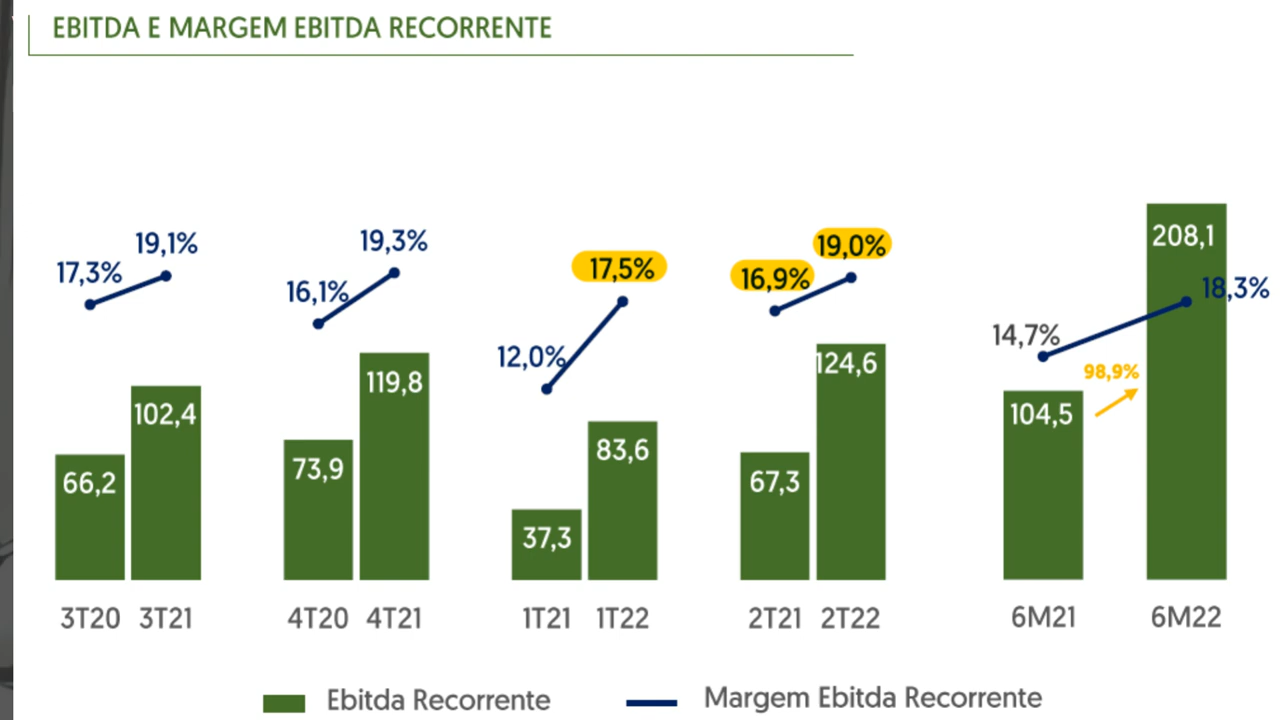 EBITDA E MARGEM EBITDA RECORRENTE
17,3% 19,1% 16,1% 19,3% 12,0% 17,5% 16,9% 19,0% 14,7% 18,3%
98,9%
66,2 102,4 73,9 119,8 37,3 83,6 67,3 124,6 104,5 208,1
3T20 3T21 4T20 4T21 1T21 1T22 2T21 2T22 6M21 6M22
Ebitda Recorrente Margem Ebitda Recorrente